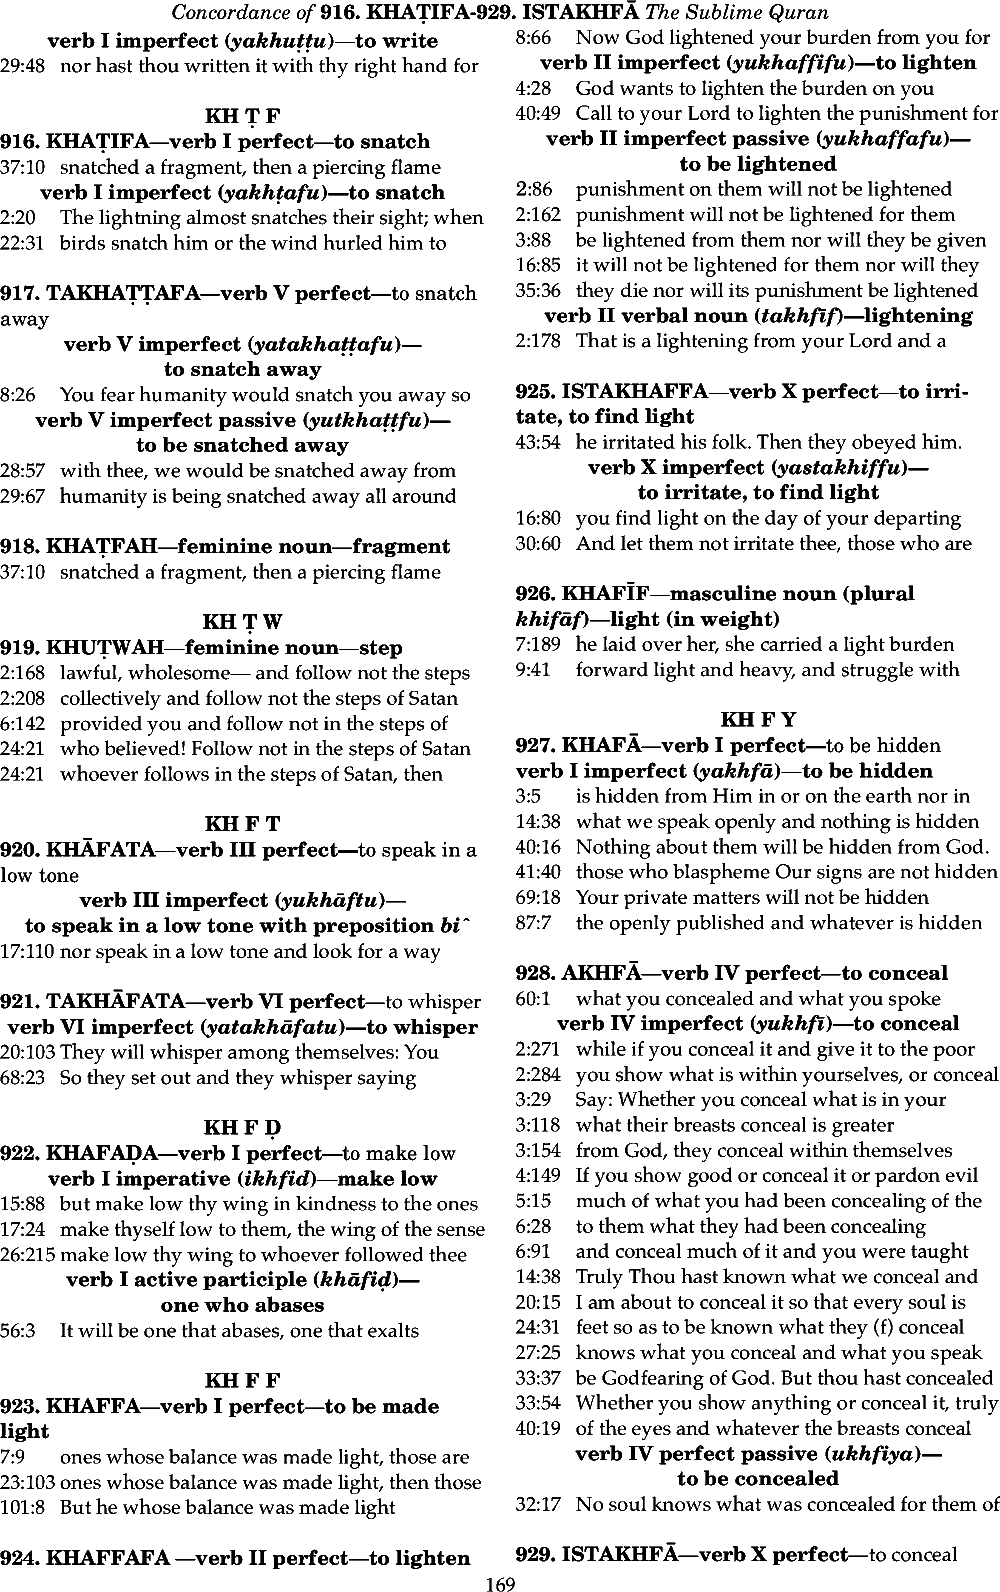 Concordance of 916. KHAṬIFA-929. ISTAKHFĀ The Sublime Quran
verb I imperfect (yakhuṭṭu)—to write
29:48 nor hast thou written it with thy right hand for
KH Ṭ F
916. KHAṬIFA—verb I perfect—to snatch
37:10 snatched a fragment, then a piercing flame
verb I imperfect (yakhṭafu)—to snatch
2:20 The lightning almost snatches their sight; when
22:31 birds snatch him or the wind hurled him to
917. TAKHAṬṬAFA—verb V perfect—to snatch
away
verb V imperfect (yatakhaṭṭafu)—
to snatch away
8:26 You fear humanity would snatch you away so
verb V imperfect passive (yutkhaṭṭfu)—
to be snatched away
28:57 with thee, we would be snatched away from
29:67 humanity is being snatched away all around
918. KHAṬFAH—feminine noun—fragment
37:10 snatched a fragment, then a piercing flame
KH Ṭ W
919. KHUṬWAH—feminine noun—step
2:168 lawful, wholesome— and follow not the steps
2:208 collectively and follow not the steps of Satan
6:142 provided you and follow not in the steps of
24:21 who believed! Follow not in the steps of Satan
24:21 whoever follows in the steps of Satan, then
KH F T
920. KHĀFATA—verb III perfect—to speak in a
low tone
verb III imperfect (yukhāftu)—
to speak in a low tone with preposition biˆ
17:110 nor speak in a low tone and look for a way
921. TAKHĀFATA—verb VI perfect—to whisper
verb VI imperfect (yatakhāfatu)—to whisper
20:103 They will whisper among themselves: You
68:23 So they set out and they whisper saying
KH F Ḍ
922. KHAFAḌA—verb I perfect—to make low
verb I imperative (ikhfid)—make low
15:88 but make low thy wing in kindness to the ones
17:24 make thyself low to them, the wing of the sense
26:215 make low thy wing to whoever followed thee
verb I active participle (khāfiḍ)—
one who abases
56:3 It will be one that abases, one that exalts
KH F F
923. KHAFFA—verb I perfect—to be made
light
7:9 ones whose balance was made light, those are
23:103 ones whose balance was made light, then those
101:8 But he whose balance was made light
924. KHAFFAFA —verb II perfect—to lighten
8:66 Now God lightened your burden from you for
verb II imperfect (yukhaffifu)—to lighten
4:28 God wants to lighten the burden on you
40:49 Call to your Lord to lighten the punishment for
verb II imperfect passive (yukhaffafu)—
to be lightened
2:86 punishment on them will not be lightened
2:162 punishment will not be lightened for them
3:88 be lightened from them nor will they be given
16:85 it will not be lightened for them nor will they
35:36 they die nor will its punishment be lightened
verb II verbal noun (takhfīf)—lightening
2:178 That is a lightening from your Lord and a
925. ISTAKHAFFA—verb X perfect—to irri-
tate, to find light
43:54 he irritated his folk. Then they obeyed him.
verb X imperfect (yastakhiffu)—
to irritate, to find light
16:80 you find light on the day of your departing
30:60 And let them not irritate thee, those who are
926. KHAFĪF—masculine noun (plural
khifāf)—light (in weight)
7:189 he laid over her, she carried a light burden
9:41 forward light and heavy, and struggle with
KH F Y
927. KHAFĀ—verb I perfect—to be hidden
verb I imperfect (yakhfā)—to be hidden
3:5 is hidden from Him in or on the earth nor in
14:38 what we speak openly and nothing is hidden
40:16 Nothing about them will be hidden from God.
41:40 those who blaspheme Our signs are not hidden
69:18 Your private matters will not be hidden
87:7 the openly published and whatever is hidden
928. AKHFĀ—verb IV perfect—to conceal
60:1 what you concealed and what you spoke
verb IV imperfect (yukhfī)—to conceal
2:271 while if you conceal it and give it to the poor
2:284 you show what is within yourselves, or conceal
3:29 Say: Whether you conceal what is in your
3:118 what their breasts conceal is greater
3:154 from God, they conceal within themselves
4:149 If you show good or conceal it or pardon evil
5:15 much of what you had been concealing of the
6:28 to them what they had been concealing
6:91 and conceal much of it and you were taught
14:38 Truly Thou hast known what we conceal and
20:15 I am about to conceal it so that every soul is
24:31 feet so as to be known what they (f) conceal
27:25 knows what you conceal and what you speak
33:37 be Godfearing of God. But thou hast concealed
33:54 Whether you show anything or conceal it, truly
40:19 of the eyes and whatever the breasts conceal
verb IV perfect passive (ukhfiya)—
to be concealed
32:17 No soul knows what was concealed for them of
929. ISTAKHFĀ—verb X perfect—to conceal
169